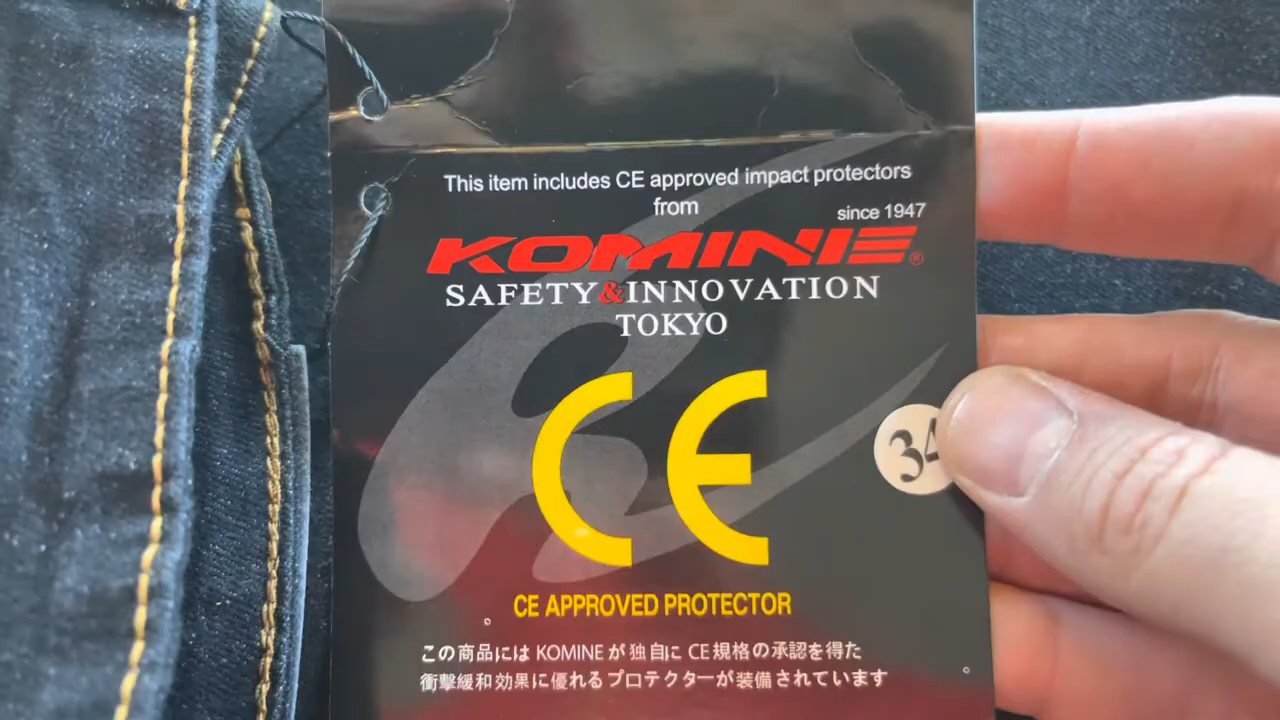 This item includes CE approved impact protectors
from
since 1947
KOMINE®
SAFETY&INNOVATION
TOKYO
CE
34
CE APPROVED PROTECTOR
この商品には KOMINE が独自に CE規格の承認を得た
衝撃緩和効果に優れるプロテクターが装備されています